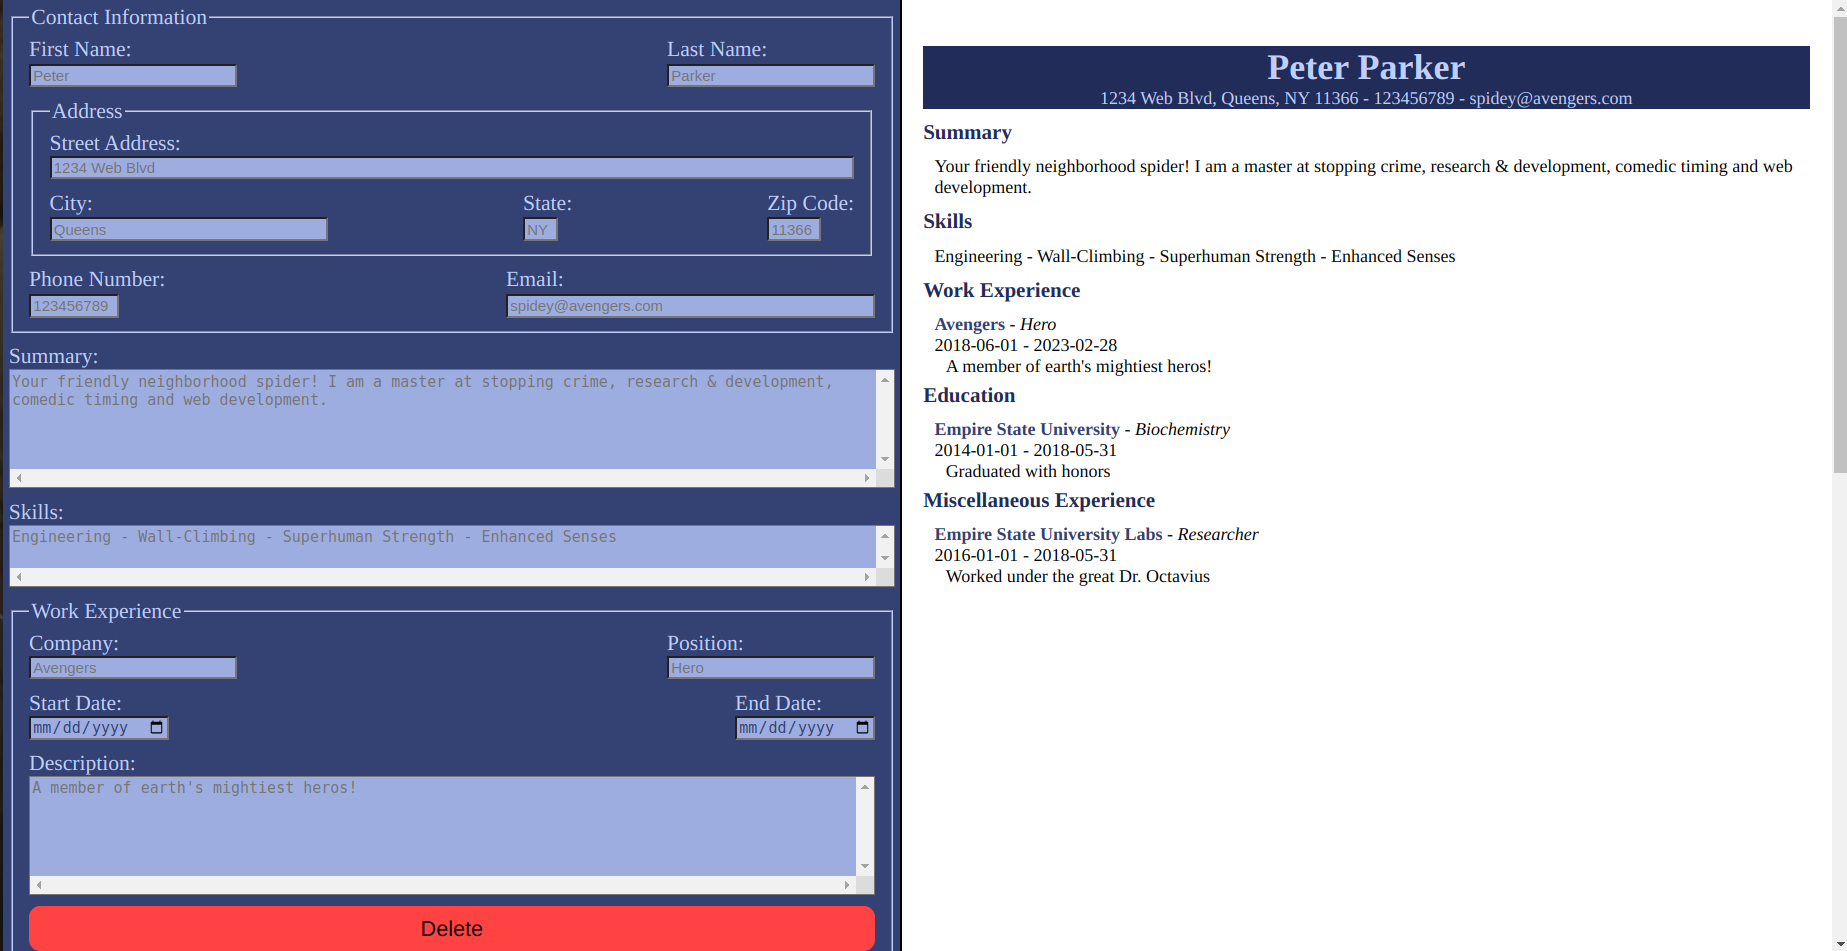 Contact Information
First Name:
Last Name:
Peter
Parker
Address
Street Address:
1234 Web Blvd
City:
State:
Zip Code:
Queens
NY
11366
Phone Number:
Email:
123456789
spidey@avengers.com
Summary:
Your friendly neighborhood spider! I am a master at stopping crime, research & development,
comedic timing and web development.
Skills:
Engineering - Wall-Climbing - Superhuman Strength - Enhanced Senses
Work Experience
Company:
Position:
Avengers
Hero
Start Date:
End Date:
mm/dd/yyyy
mm/dd/yyyy
Description:
A member of earth's mightiest heros!
Delete
Peter Parker
1234 Web Blvd, Queens, NY 11366 - 123456789 - spidey@avengers.com
Summary
Your friendly neighborhood spider! I am a master at stopping crime, research & development, comedic timing and web
development.
Skills
Engineering - Wall-Climbing - Superhuman Strength - Enhanced Senses
Work Experience
Avengers - Hero
2018-06-01 - 2023-02-28
A member of earth's mightiest heros!
Education
Empire State University - Biochemistry
2014-01-01 - 2018-05-31
Graduated with honors
Miscellaneous Experience
Empire State University Labs - Researcher
2016-01-01 - 2018-05-31
Worked under the great Dr. Octavius